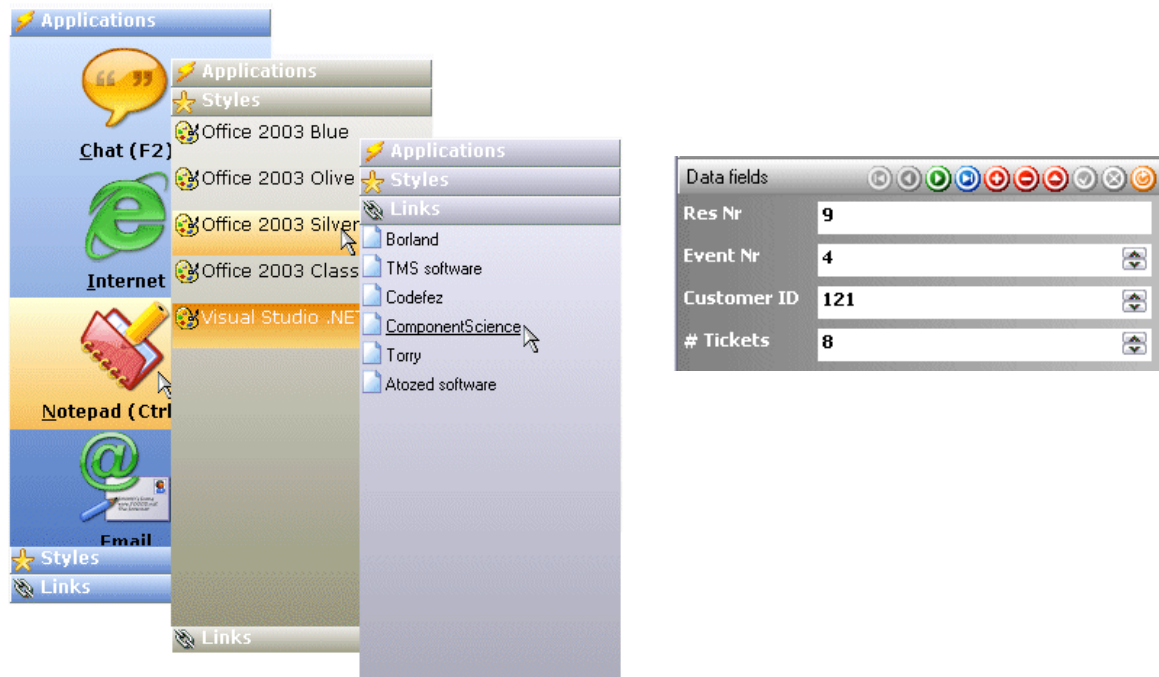 Applications
Chat (F2)
Internet
Notepad (Ctrl
Email
Styles
Links
Applications
Styles
Office 2003 Blue
Office 2003 Olive
Office 2003 Silver
Office 2003 Class
Visual Studio .NET
Links
Applications
Styles
Links
Borland
TMS software
Codefez
ComponentScience
Torry
Atozed software
Data fields
Res Nr 9
Event Nr 4
Customer ID 121
# Tickets 8